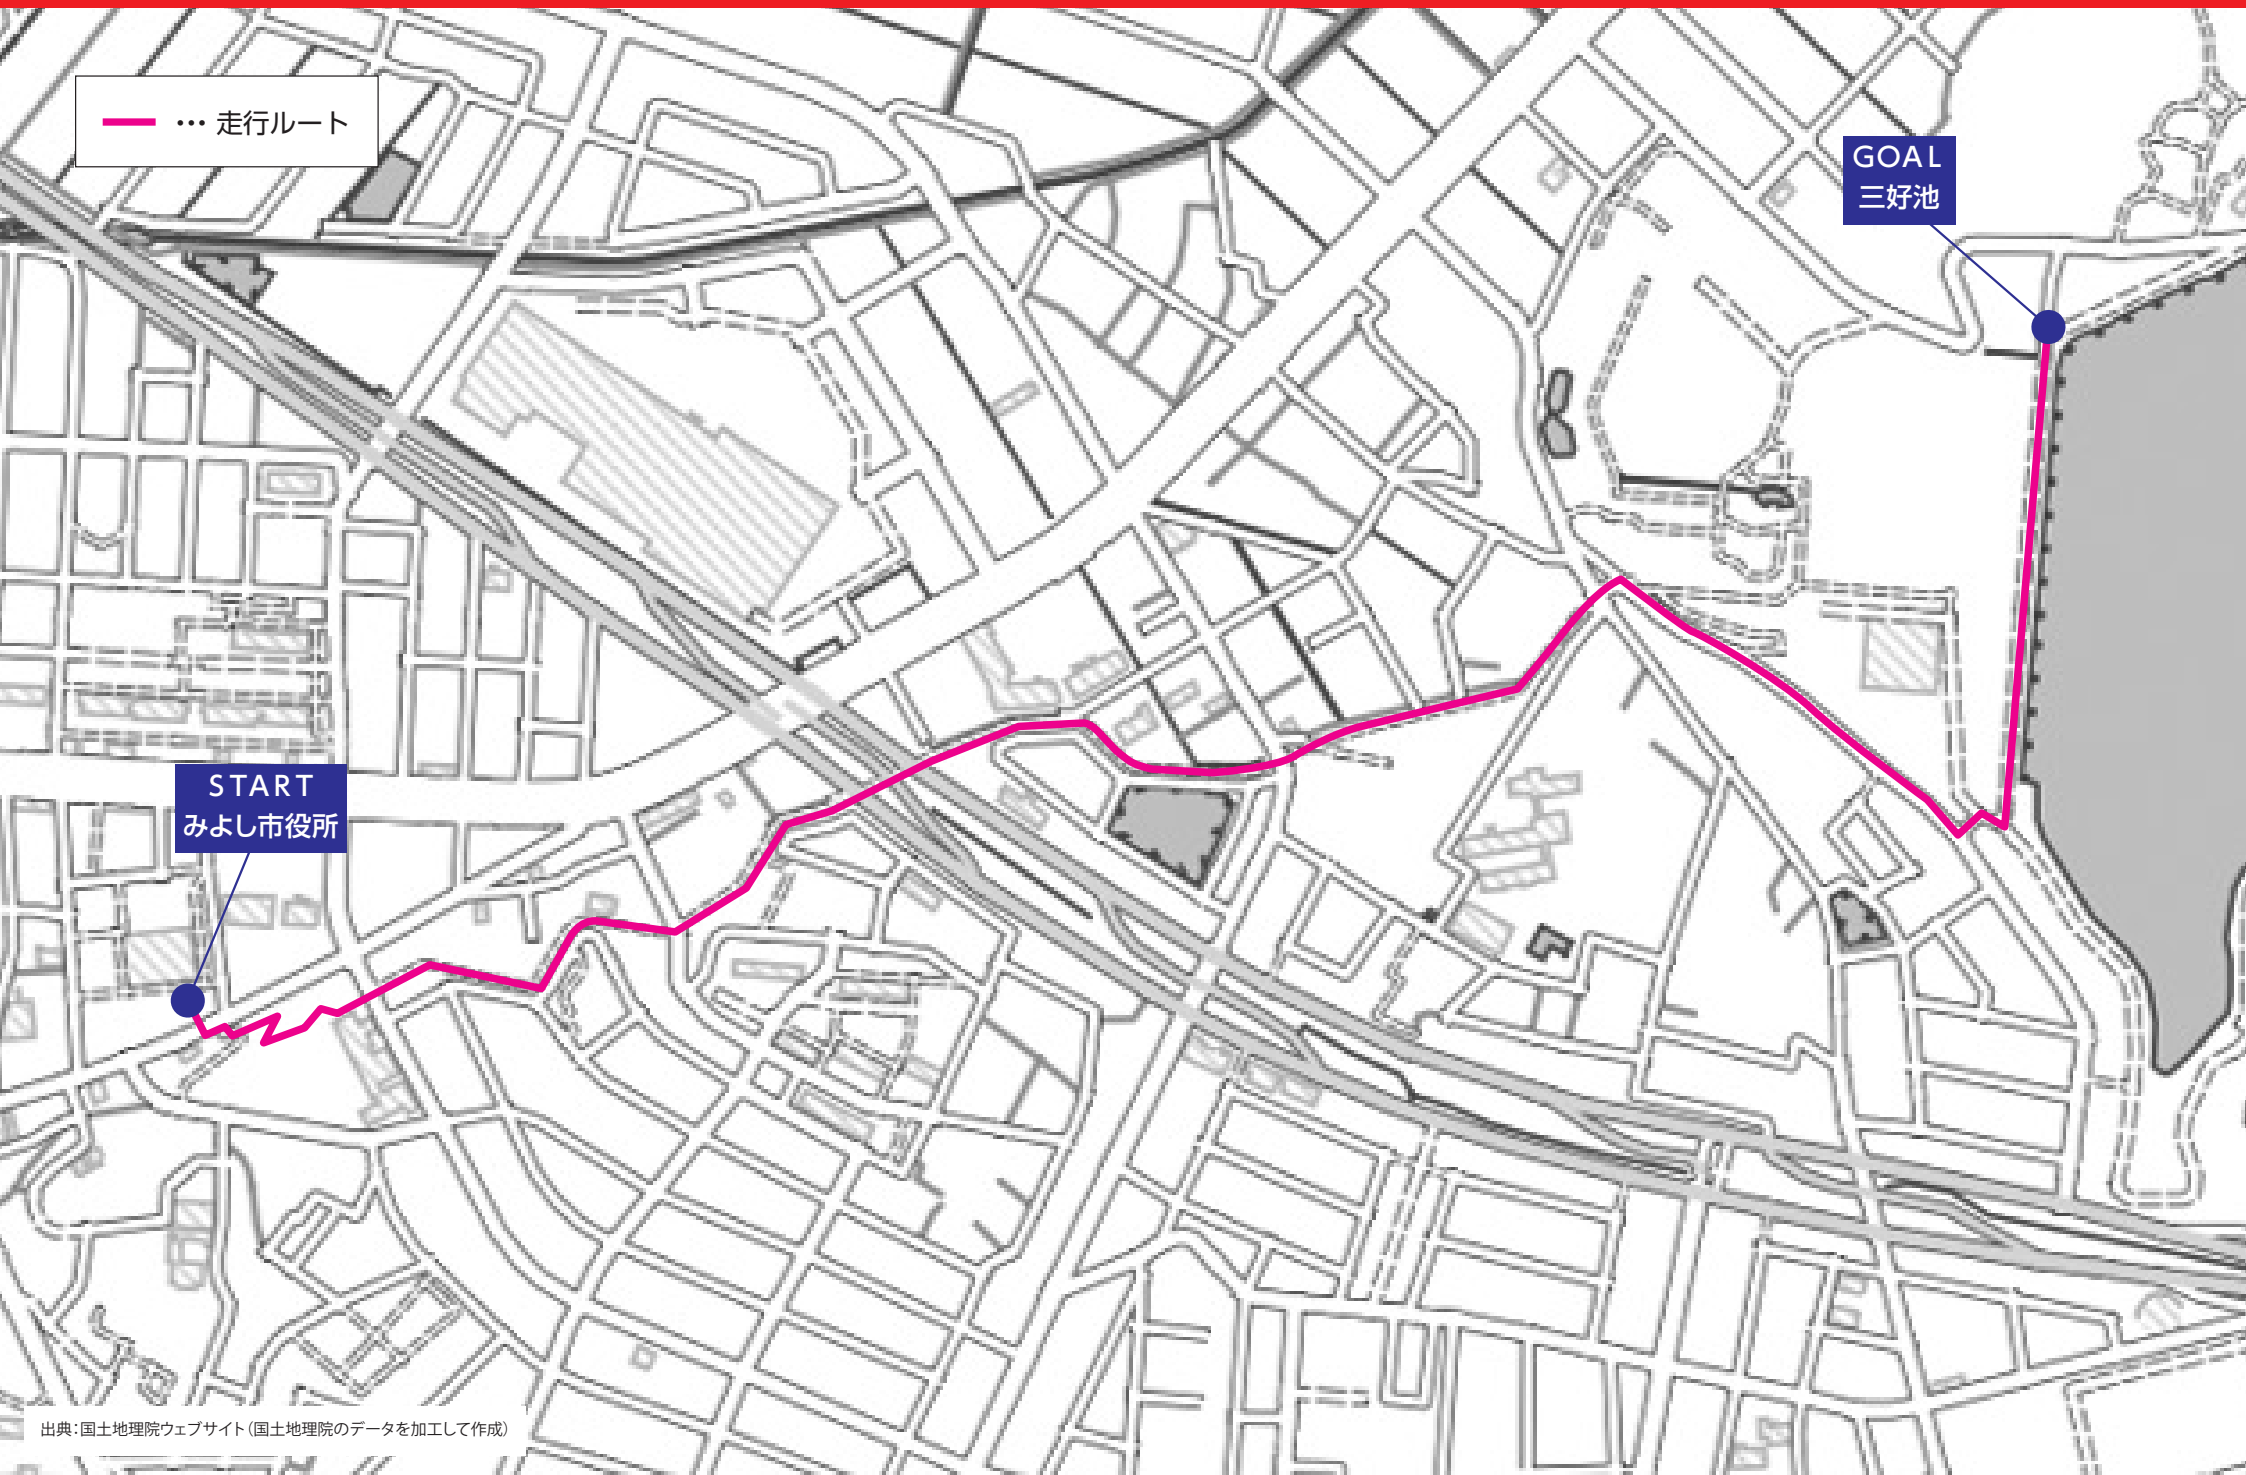 … 走行ルート
GOAL
三好池
START
みよし市役所
出典：国土地理院ウェブサイト（国土地理院のデータを加工して作成）